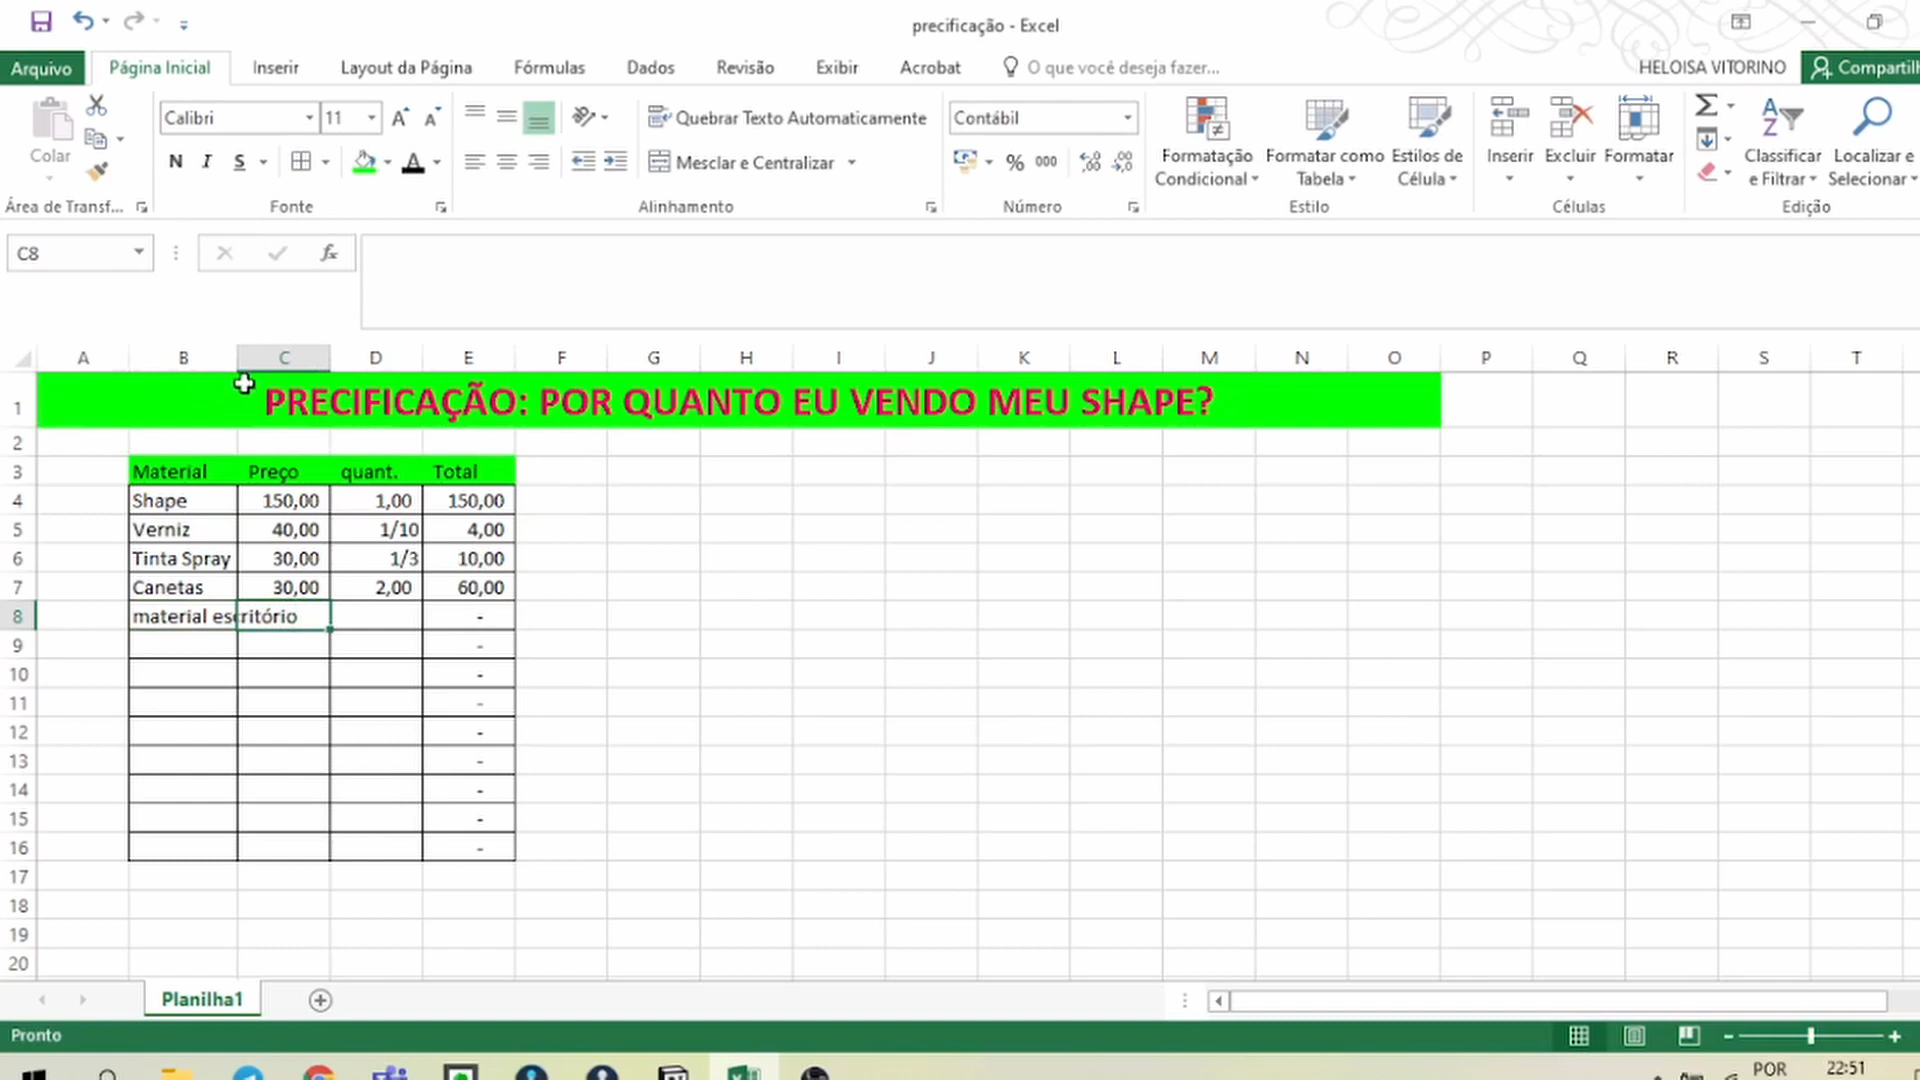 precificação - Excel
Arquivo Página Inicial Inserir Layout da Página Fórmulas Dados Revisão Exibir Acrobat O que você deseja fazer... HELOISA VITORINO
Colar
Calibri 11
N I S
Quebrar Texto Automaticamente
Mesclar e Centralizar
Contábil
% 000
Formatação Condicional
Formatar como Tabela
Estilos de Célula
Inserir Excluir Formatar
Classificar e Filtrar
Localizar e Selecionar
Área de Transf... Fonte Alinhamento Número Estilo Células Edição
C8 fx
A B C D E F G H I J K L M N O P Q R S T
1 PRECIFICAÇÃO: POR QUANTO EU VENDO MEU SHAPE?
2
3 Material Preço quant. Total
4 Shape 150,00 1,00 150,00
5 Verniz 40,00 1/10 4,00
6 Tinta Spray 30,00 1/3 10,00
7 Canetas 30,00 2,00 60,00
8 material escritório -
9 -
10 -
11 -
12 -
13 -
14 -
15 -
16 -
17
18
19
20
Planilha1
Pronto
POR 22:51